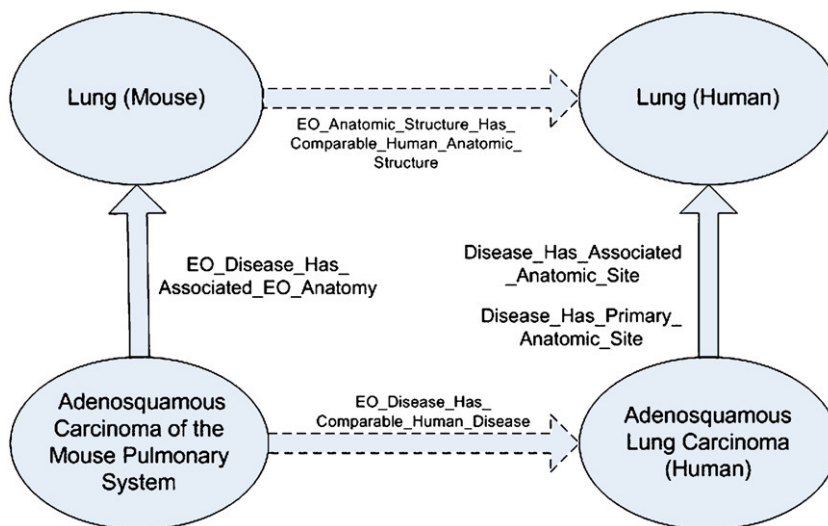 Lung (Mouse)
Lung (Human)
EO_Anatomic_Structure_Has_
Comparable_Human_Anatomic_
Structure
EO_Disease_Has_
Associated_EO_Anatomy
Disease_Has_Associated
_Anatomic_Site
Disease_Has_Primary_
Anatomic_Site
Adenosquamous
Carcinoma of the
Mouse Pulmonary
System
EO_Disease_Has_
Comparable_Human_Disease
Adenosquamous
Lung Carcinoma
(Human)